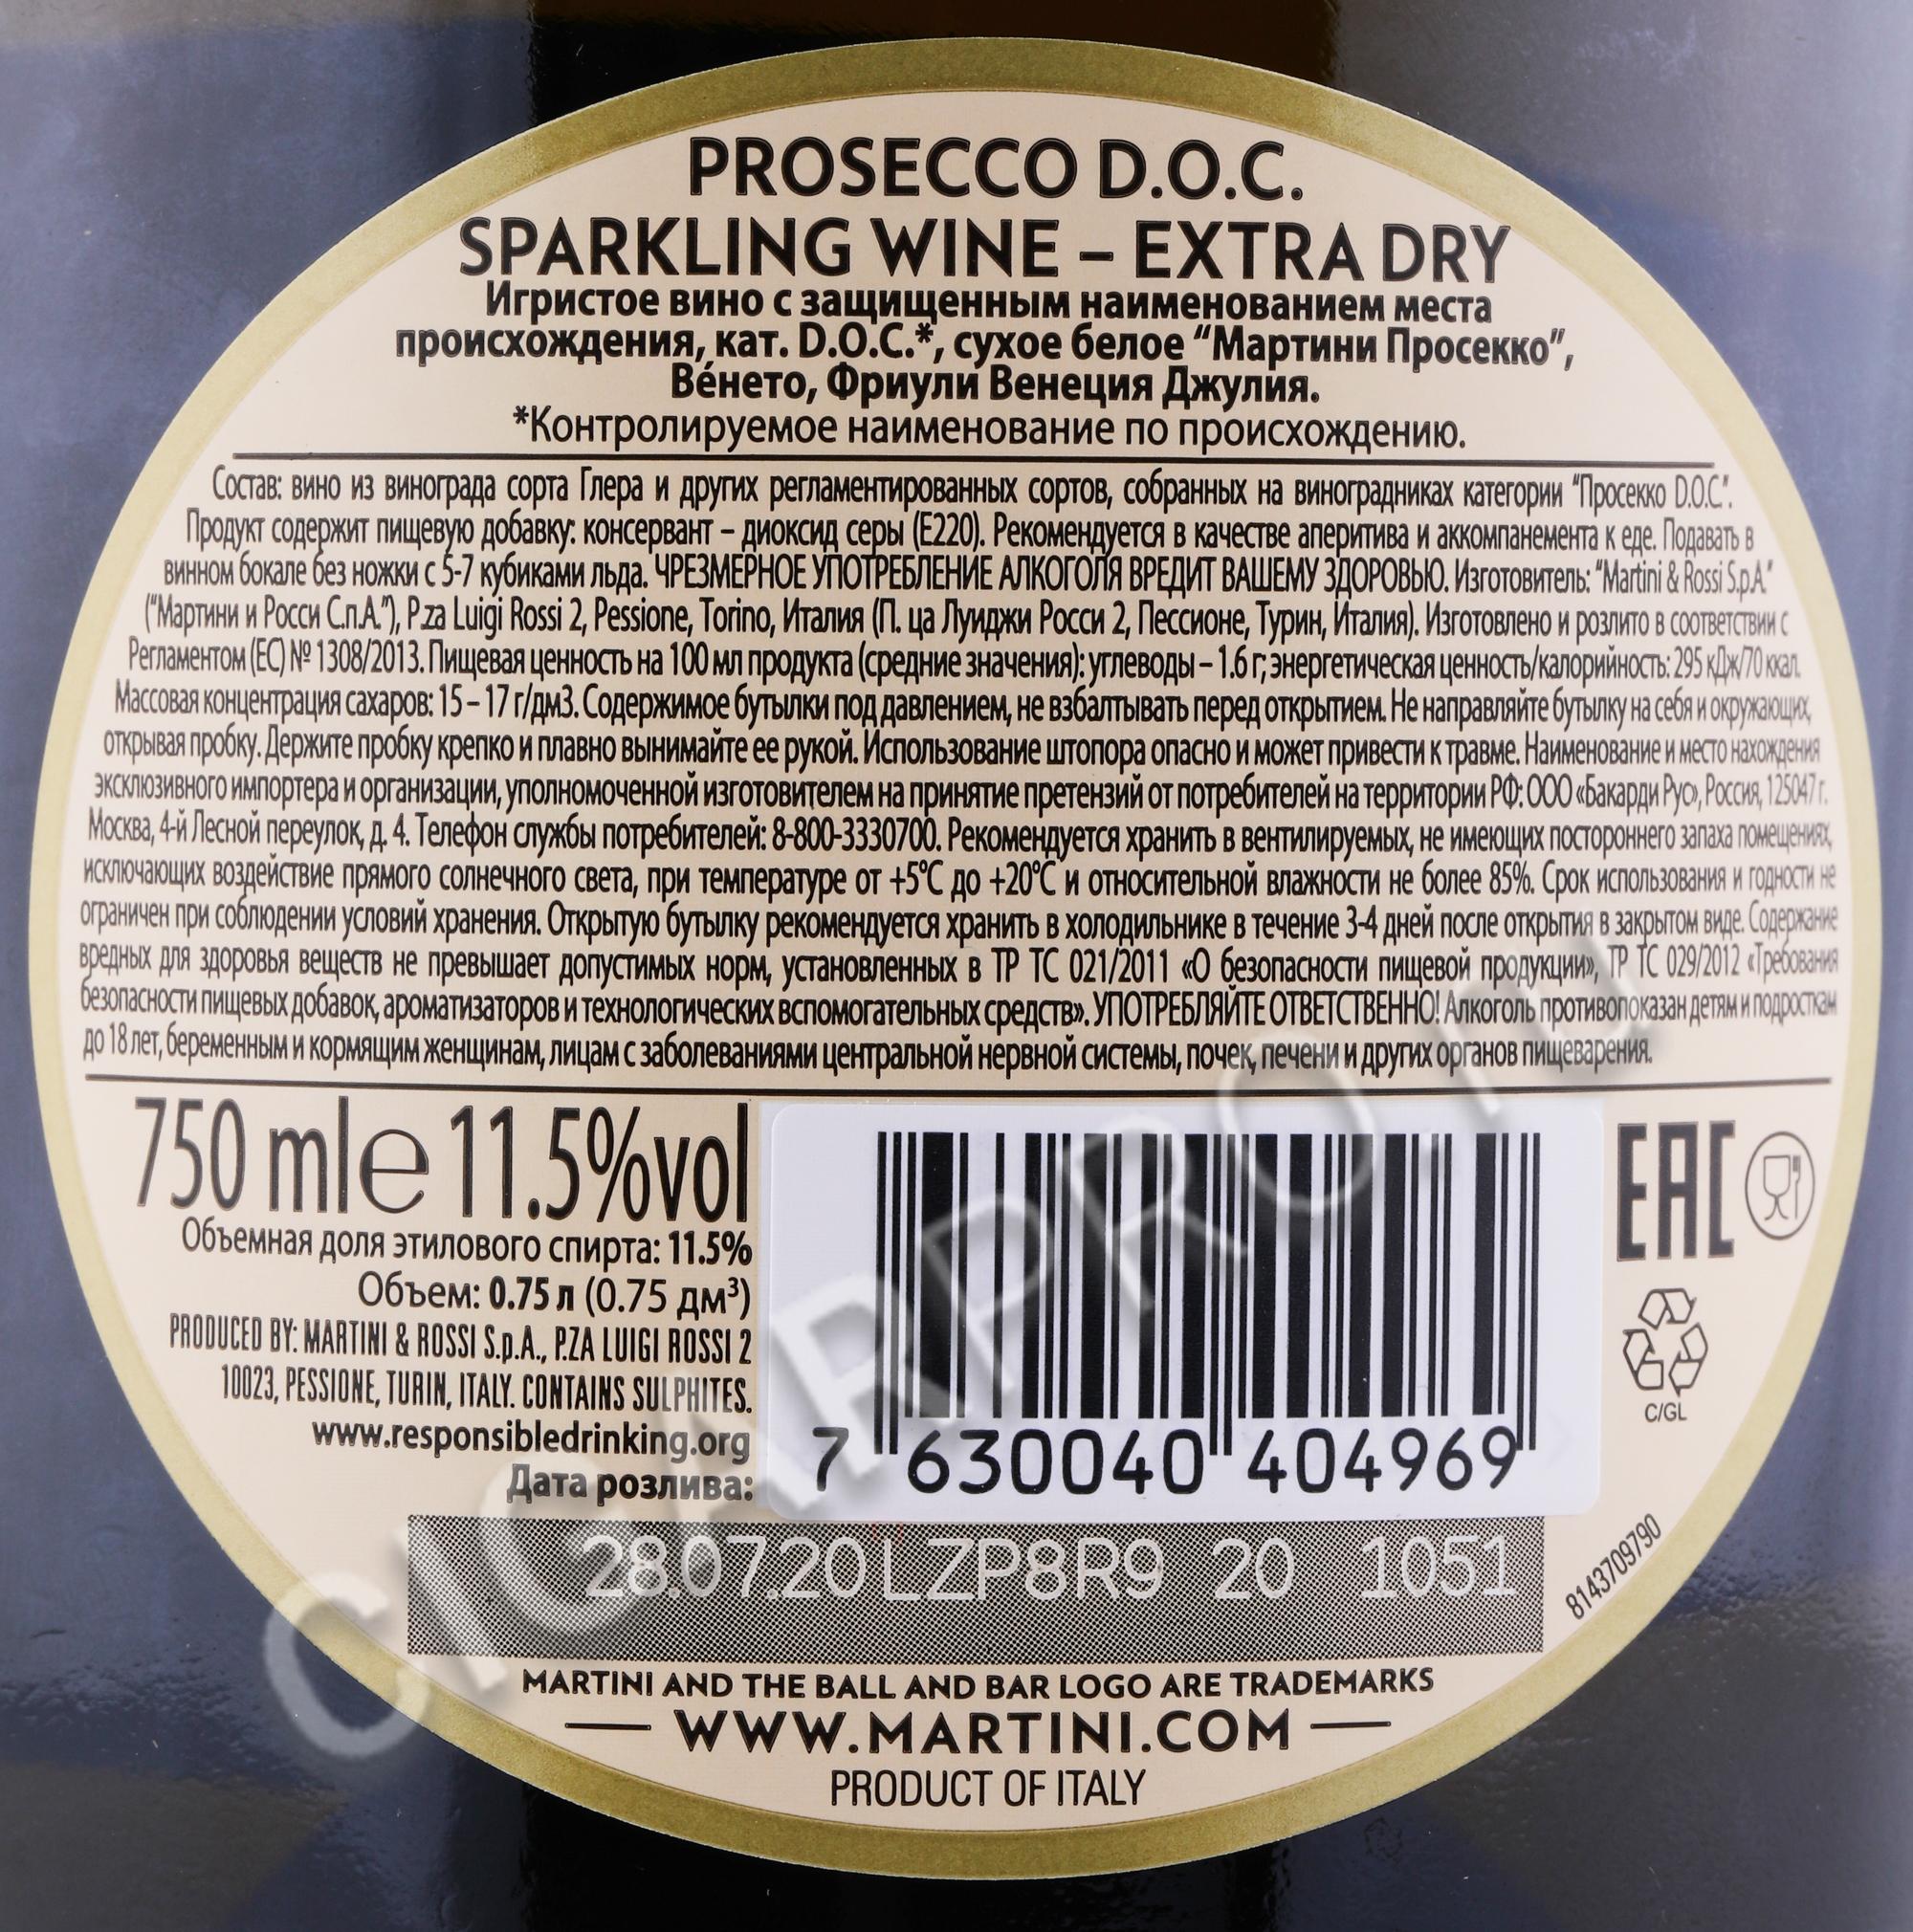 PROSECCO D.O.C.
SPARKLING WINE – EXTRA DRY
Игристое вино с защищенным наименованием места
происхождения, кат. D.O.C.*, сухое белое “Мартини Просекко”,
Ве́нето, Фриули Венеция Джулия.
*Контролируемое наименование по происхождению.
Состав: вино из винограда сорта Глера и других регламентированных сортов, собранных на виноградниках категории “Просекко D.O.C.”.
Продукт содержит пищевую добавку: консервант – диоксид серы (Е220). Рекомендуется в качестве аперитива и аккомпанемента к еде. Подавать в
винном бокале без ножки с 5-7 кубиками льда. ЧРЕЗМЕРНОЕ УПОТРЕБЛЕНИЕ АЛКОГОЛЯ ВРЕДИТ ВАШЕМУ ЗДОРОВЬЮ. Изготовитель: “Martini & Rossi S.p.A.”
(“Мартини и Росси С.п.А.”), P.za Luigi Rossi 2, Pessione, Torino, Италия (П. ца Луиджи Росси 2, Пессионе, Турин, Италия). Изготовлено и розлито в соответствии с
Регламентом (ЕС) № 1308/2013. Пищевая ценность на 100 мл продукта (средние значения): углеводы – 1.6 г; энергетическая ценность/калорийность: 295 кДж/70 ккал.
Массовая концентрация сахаров: 15 – 17 г/дм3. Содержимое бутылки под давлением, не взбалтывать перед открытием. Не направляйте бутылку на себя и окружающих,
открывая пробку. Держите пробку крепко и плавно вынимайте ее рукой. Использование штопора опасно и может привести к травме. Наименование и место нахождения
эксклюзивного импортера и организации, уполномоченной изготовителем на принятие претензий от потребителей на территории РФ: ООО «Бакарди Рус», Россия, 125047 г.
Москва, 4-й Лесной переулок, д. 4. Телефон службы потребителей: 8-800-3330700. Рекомендуется хранить в вентилируемых, не имеющих постороннего запаха помещениях,
исключающих воздействие прямого солнечного света, при температуре от +5°С до +20°С и относительной влажности не более 85%. Срок использования и годности не
ограничен при соблюдении условий хранения. Открытую бутылку рекомендуется хранить в холодильнике в течение 3-4 дней после открытия в закрытом виде. Содержание
вредных для здоровья веществ не превышает допустимых норм, установленных в ТР ТС 021/2011 «О безопасности пищевой продукции», ТР ТС 029/2012 «Требования
безопасности пищевых добавок, ароматизаторов и технологических вспомогательных средств». УПОТРЕБЛЯЙТЕ ОТВЕТСТВЕННО! Алкоголь противопоказан детям и подросткам
до 18 лет, беременным и кормящим женщинам, лицам с заболеваниями центральной нервной системы, почек, печени и других органов пищеварения.
750 ml e 11.5%vol
Объемная доля этилового спирта: 11.5%
Объем: 0.75 л (0.75 дм³)
PRODUCED BY: MARTINI & ROSSI S.p.A., P.ZA LUIGI ROSSI 2
10023, PESSIONE, TURIN, ITALY. CONTAINS SULPHITES.
www.responsibledrinking.org
Дата розлива:
7 630040 404969
EAC
C/GL
28.07.20 LZP8R9 20 1051
8143709790
MARTINI AND THE BALL AND BAR LOGO ARE TRADEMARKS
WWW.MARTINI.COM
PRODUCT OF ITALY
CIGARPRO.ru